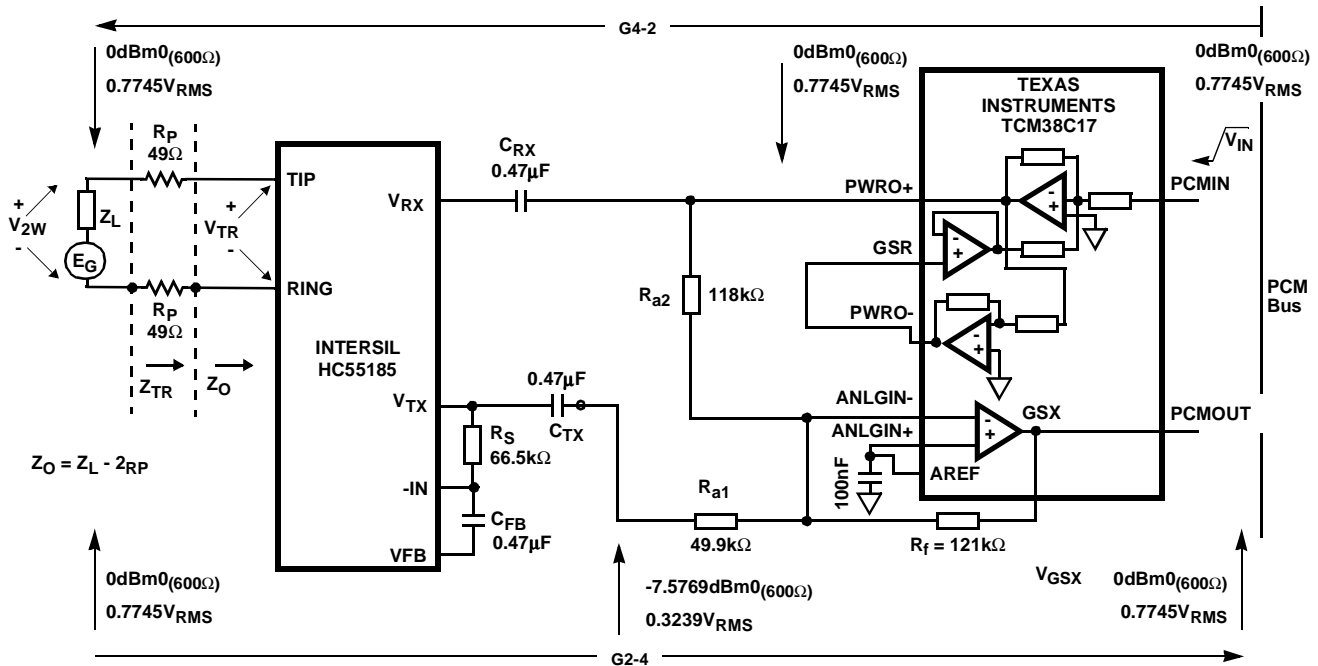 G4-2
0dBm0(600Ω)
0.7745VRMS
0dBm0(600Ω)
0.7745VRMS
0dBm0(600Ω)
0.7745VRMS
TEXAS
INSTRUMENTS
TCM38C17
RP
49Ω
CRX
0.47µF
VIN
+
V2W
-
ZL
EG
+
VTR
-
TIP
VRX
PWRO+
PCMIN
-
+
-
+
GSR
RING
RP
49Ω
Ra2
118kΩ
PWRO-
-
+
PCM
Bus
INTERSIL
HC55185
ZTR
ZO
0.47µF
VTX
CTX
ANLGIN-
GSX
PCMOUT
ANLGIN+
-
+
RS
66.5kΩ
AREF
100nF
ZO = ZL - 2RP
-IN
Ra1
49.9kΩ
CFB
0.47µF
Rf = 121kΩ
VFB
0dBm0(600Ω)
0.7745VRMS
-7.5769dBm0(600Ω)
0.3239VRMS
VGSX
0dBm0(600Ω)
0.7745VRMS
G2-4